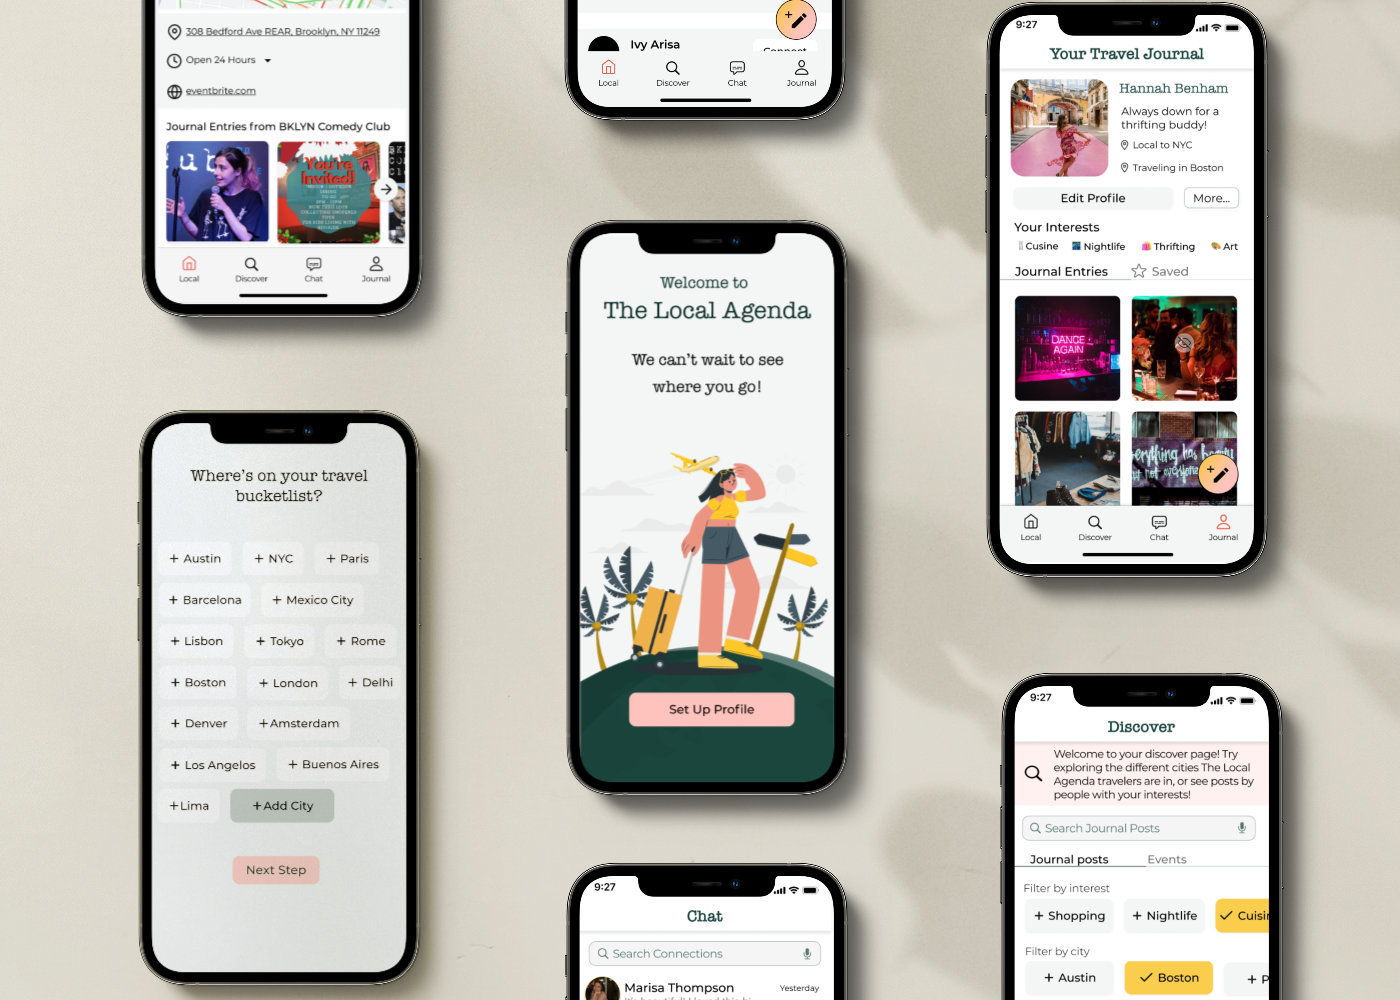 308 Bedford Ave REAR, Brooklyn, NY 11249
Open 24 Hours
eventbrite.com
Journal Entries from BKLYN Comedy Club
You're
Invited!
Local
Discover
Chat
Journal
Where's on your travel
bucketlist?
+ Austin
+ NYC
+ Paris
+ Barcelona
+ Mexico City
+ Lisbon
+ Tokyo
+ Rome
+ Boston
+ London
+ Delhi
+ Denver
+Amsterdam
+ Los Angelos
+ Buenos Aires
+Lima
+Add City
Next Step
Ivy Arisa
Connect
Local
Discover
Chat
Journal
Welcome to
The Local Agenda
We can't wait to see
where you go!
Set Up Profile
9:27
Chat
Search Connections
Marisa Thompson
Yesterday
9:27
Your Travel Journal
Hannah Benham
Always down for a
thrifting buddy!
Local to NYC
Traveling in Boston
Edit Profile
More...
Your Interests
Cusine
Nightlife
Thrifting
Art
Journal Entries
Saved
DANCE
AGAIN
Local
Discover
Chat
Journal
9:27
Discover
Welcome to your discover page! Try
exploring the different cities The Local
Agenda travelers are in, or see posts by
people with your interests!
Search Journal Posts
Journal posts
Events
Filter by interest
+ Shopping
+ Nightlife
Cuisin
Filter by city
+ Austin
Boston
+ P